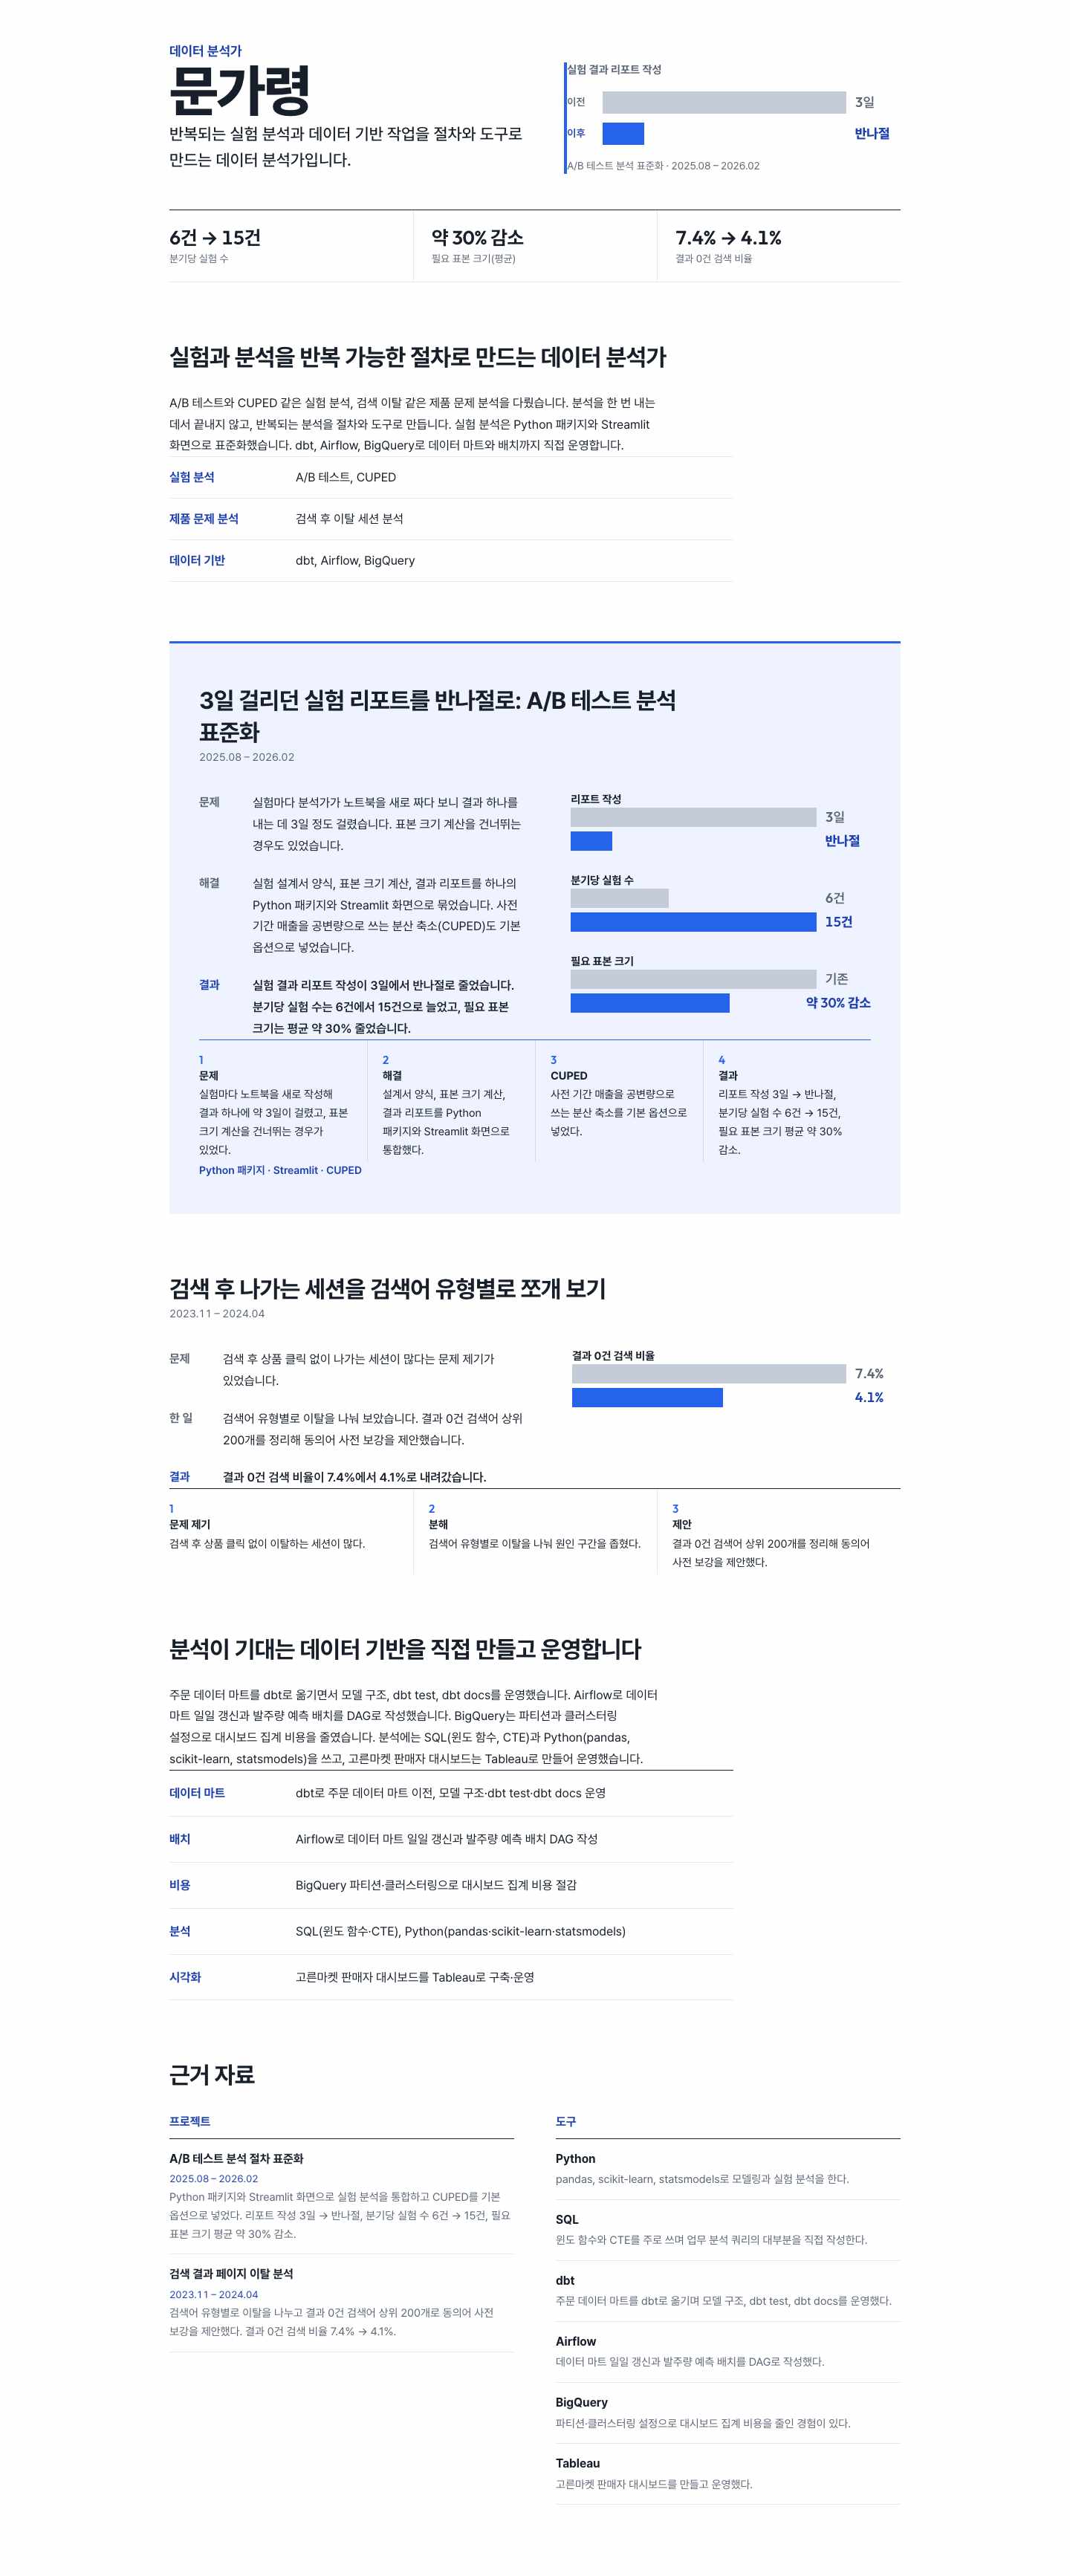 데이터 분석가
문가령
반복되는 실험 분석과 데이터 기반 작업을 절차와 도구로
만드는 데이터 분석가입니다.
실험 결과 리포트 작성
이전
3일
이후
반나절
A/B 테스트 분석 표준화 · 2025.08 – 2026.02
6건 → 15건
분기당 실험 수
약 30% 감소
필요 표본 크기(평균)
7.4% → 4.1%
결과 0건 검색 비율
실험과 분석을 반복 가능한 절차로 만드는 데이터 분석가
A/B 테스트와 CUPED 같은 실험 분석, 검색 이탈 같은 제품 문제 분석을 다뤘습니다. 분석을 한 번 내는
데서 끝내지 않고, 반복되는 분석을 절차와 도구로 만듭니다. 실험 분석은 Python 패키지와 Streamlit
화면으로 표준화했습니다. dbt, Airflow, BigQuery로 데이터 마트와 배치까지 직접 운영합니다.
실험 분석
A/B 테스트, CUPED
제품 문제 분석
검색 후 이탈 세션 분석
데이터 기반
dbt, Airflow, BigQuery
3일 걸리던 실험 리포트를 반나절로: A/B 테스트 분석
표준화
2025.08 – 2026.02
문제
실험마다 분석가가 노트북을 새로 짜다 보니 결과 하나를
내는 데 3일 정도 걸렸습니다. 표본 크기 계산을 건너뛰는
경우도 있었습니다.
해결
실험 설계서 양식, 표본 크기 계산, 결과 리포트를 하나의
Python 패키지와 Streamlit 화면으로 묶었습니다. 사전
기간 매출을 공변량으로 쓰는 분산 축소(CUPED)도 기본
옵션으로 넣었습니다.
결과
실험 결과 리포트 작성이 3일에서 반나절로 줄었습니다.
분기당 실험 수는 6건에서 15건으로 늘었고, 필요 표본
크기는 평균 약 30% 줄었습니다.
리포트 작성
3일
반나절
분기당 실험 수
6건
15건
필요 표본 크기
기존
약 30% 감소
1
문제
실험마다 노트북을 새로 작성해
결과 하나에 약 3일이 걸렸고, 표본
크기 계산을 건너뛰는 경우가
있었다.
2
해결
설계서 양식, 표본 크기 계산,
결과 리포트를 Python
패키지와 Streamlit 화면으로
통합했다.
3
CUPED
사전 기간 매출을 공변량으로
쓰는 분산 축소를 기본 옵션으로
넣었다.
4
결과
리포트 작성 3일 → 반나절,
분기당 실험 수 6건 → 15건,
필요 표본 크기 평균 약 30%
감소.
Python 패키지 · Streamlit · CUPED
검색 후 나가는 세션을 검색어 유형별로 쪼개 보기
2023.11 – 2024.04
문제
검색 후 상품 클릭 없이 나가는 세션이 많다는 문제 제기가
있었습니다.
한 일
검색어 유형별로 이탈을 나눠 보았습니다. 결과 0건 검색어 상위
200개를 정리해 동의어 사전 보강을 제안했습니다.
결과
결과 0건 검색 비율이 7.4%에서 4.1%로 내려갔습니다.
결과 0건 검색 비율
7.4%
4.1%
1
문제 제기
검색 후 상품 클릭 없이 이탈하는 세션이 많다.
2
분해
검색어 유형별로 이탈을 나눠 원인 구간을 좁혔다.
3
제안
결과 0건 검색어 상위 200개를 정리해 동의어
사전 보강을 제안했다.
분석이 기대는 데이터 기반을 직접 만들고 운영합니다
주문 데이터 마트를 dbt로 옮기면서 모델 구조, dbt test, dbt docs를 운영했습니다. Airflow로 데이터
마트 일일 갱신과 발주량 예측 배치를 DAG로 작성했습니다. BigQuery는 파티션과 클러스터링
설정으로 대시보드 집계 비용을 줄였습니다. 분석에는 SQL(윈도 함수, CTE)과 Python(pandas,
scikit-learn, statsmodels)을 쓰고, 고른마켓 판매자 대시보드는 Tableau로 만들어 운영했습니다.
데이터 마트
dbt로 주문 데이터 마트 이전, 모델 구조·dbt test·dbt docs 운영
배치
Airflow로 데이터 마트 일일 갱신과 발주량 예측 배치 DAG 작성
비용
BigQuery 파티션·클러스터링으로 대시보드 집계 비용 절감
분석
SQL(윈도 함수·CTE), Python(pandas·scikit-learn·statsmodels)
시각화
고른마켓 판매자 대시보드를 Tableau로 구축·운영
근거 자료
프로젝트
A/B 테스트 분석 절차 표준화
2025.08 – 2026.02
Python 패키지와 Streamlit 화면으로 실험 분석을 통합하고 CUPED를 기본
옵션으로 넣었다. 리포트 작성 3일 → 반나절, 분기당 실험 수 6건 → 15건, 필요
표본 크기 평균 약 30% 감소.
검색 결과 페이지 이탈 분석
2023.11 – 2024.04
검색어 유형별로 이탈을 나누고 결과 0건 검색어 상위 200개로 동의어 사전
보강을 제안했다. 결과 0건 검색 비율 7.4% → 4.1%.
도구
Python
pandas, scikit-learn, statsmodels로 모델링과 실험 분석을 한다.
SQL
윈도 함수와 CTE를 주로 쓰며 업무 분석 쿼리의 대부분을 직접 작성한다.
dbt
주문 데이터 마트를 dbt로 옮기며 모델 구조, dbt test, dbt docs를 운영했다.
Airflow
데이터 마트 일일 갱신과 발주량 예측 배치를 DAG로 작성했다.
BigQuery
파티션·클러스터링 설정으로 대시보드 집계 비용을 줄인 경험이 있다.
Tableau
고른마켓 판매자 대시보드를 만들고 운영했다.